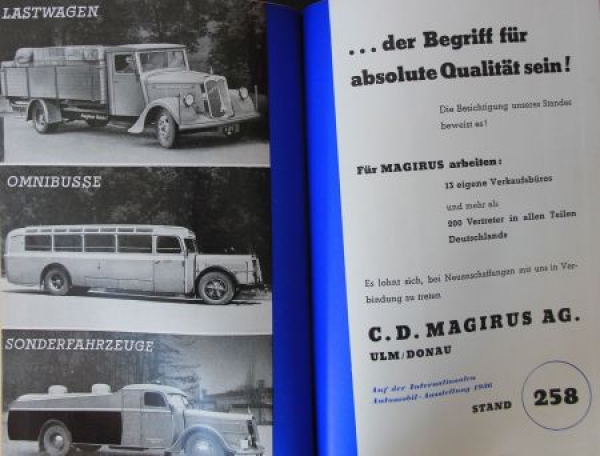 LASTWAGEN
OMNIBUSSE
SONDERFAHRZEUGE
... der Begriff für
absolute Qualität sein!
Die Besichtigung unseres Standes
beweist es!
Für MAGIRUS arbeiten:
13 eigene Verkaufsbüros
und mehr als
200 Vertreter in allen Teilen
Deutschlands
Es lohnt sich, bei Neuanschaffungen mit uns in Ver-
bindung zu treten
C. D. MAGIRUS AG.
ULM/DONAU
Auf der Internationalen
Automobil-Ausstellung 1936
STAND 258